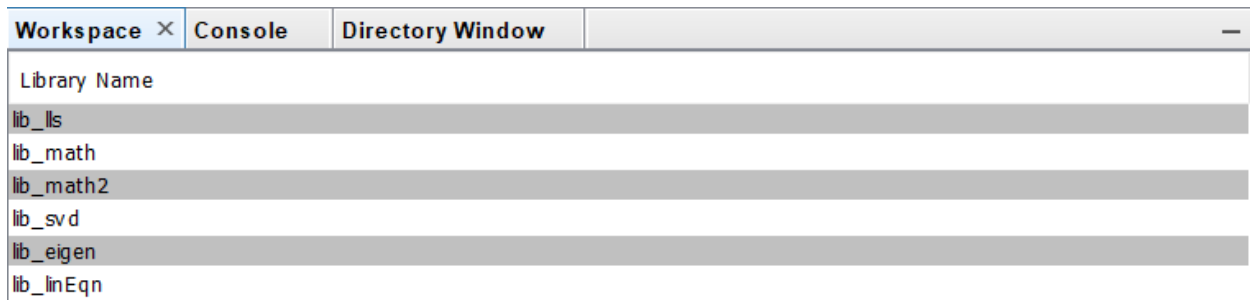 Workspace Console Directory Window
Library Name
lib_lls
lib_math
lib_math2
lib_svd
lib_eigen
lib_linEqn